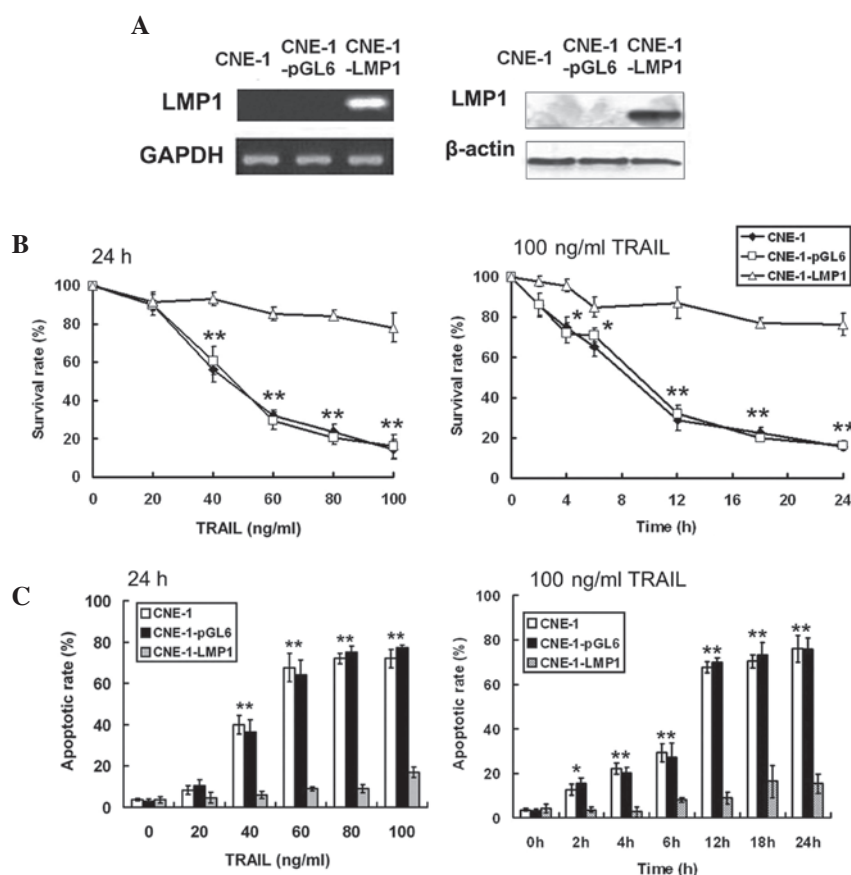 A
CNE-1 CNE-1-pGL6 CNE-1-LMP1
LMP1
GAPDH
CNE-1 CNE-1-pGL6 CNE-1-LMP1
LMP1
β-actin
B
24 h
Survival rate (%)
100
80
60
40
20
0
** ** ** **
0 20 40 60 80 100
TRAIL (ng/ml)
100 ng/ml TRAIL
CNE-1
CNE-1-pGL6
CNE-1-LMP1
Survival rate (%)
100
80
60
40
20
0
* * ** ** **
0 4 8 12 16 20 24
Time (h)
C
24 h
CNE-1
CNE-1-pGL6
CNE-1-LMP1
Apoptotic rate (%)
100
80
60
40
20
0
** ** ** **
0 20 40 60 80 100
TRAIL (ng/ml)
100 ng/ml TRAIL
CNE-1
CNE-1-pGL6
CNE-1-LMP1
Apoptotic rate (%)
100
80
60
40
20
0
* ** ** ** ** **
0h 2h 4h 6h 12h 18h 24h
Time (h)